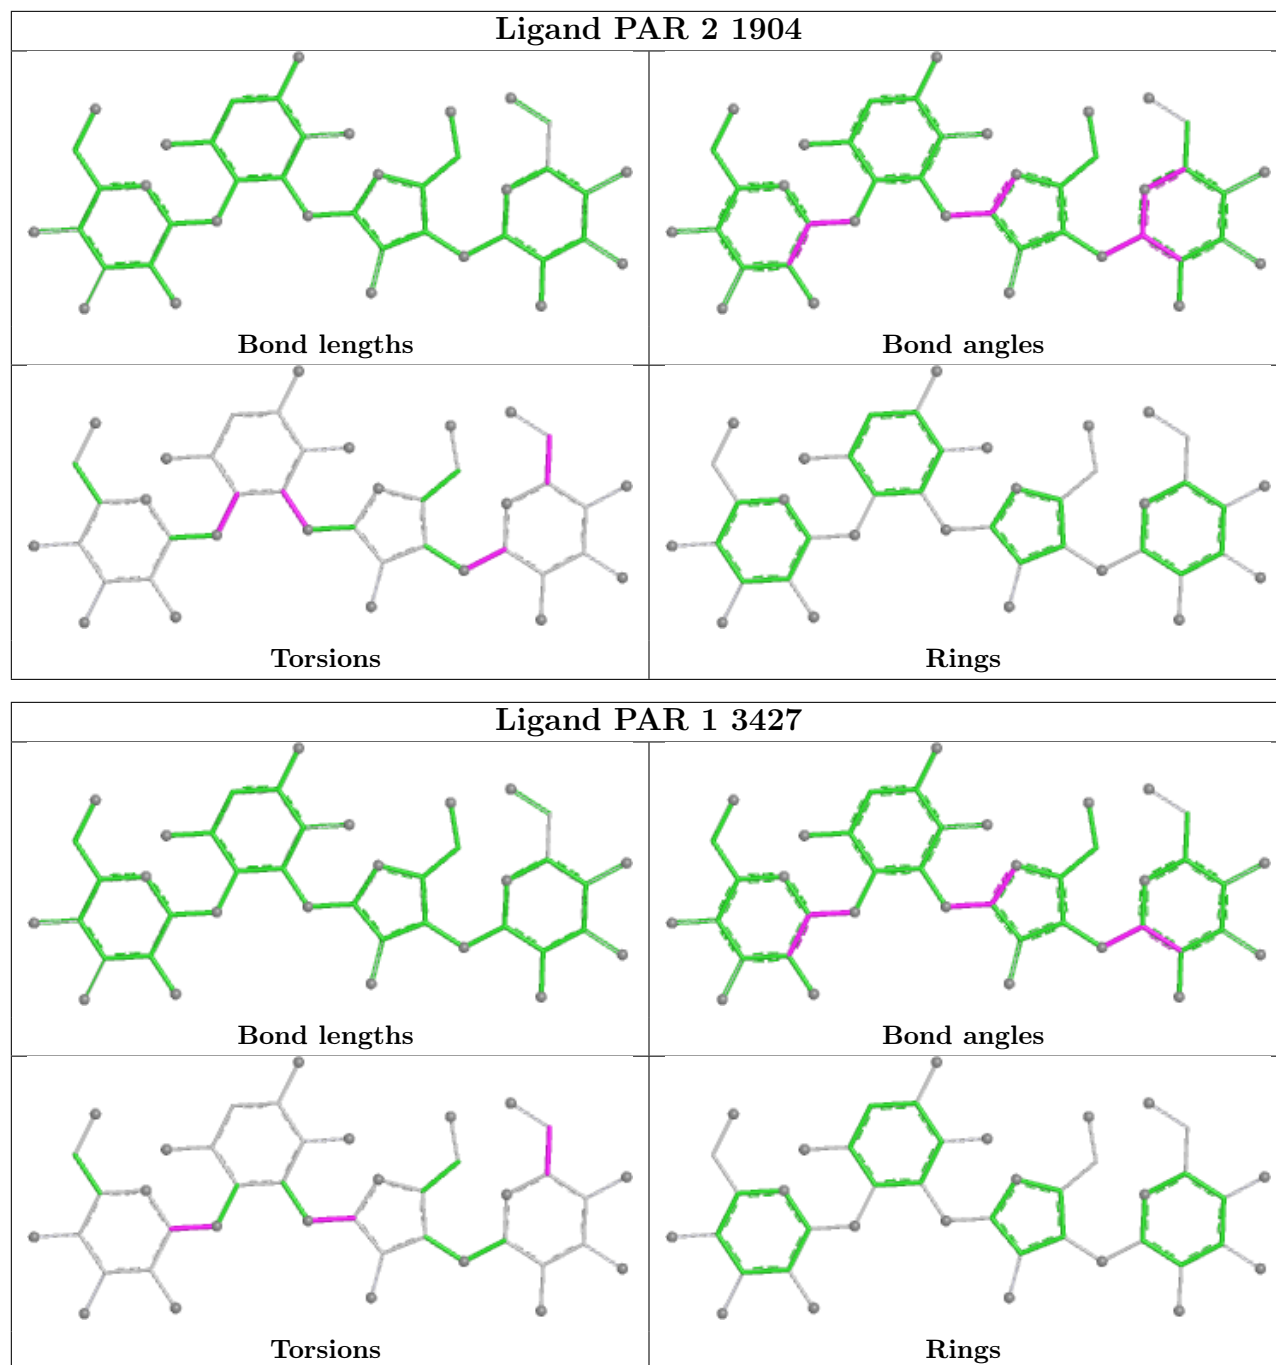 Ligand PAR 2 1904
Bond lengths
Bond angles
Torsions
Rings
Ligand PAR 1 3427
Bond lengths
Bond angles
Torsions
Rings